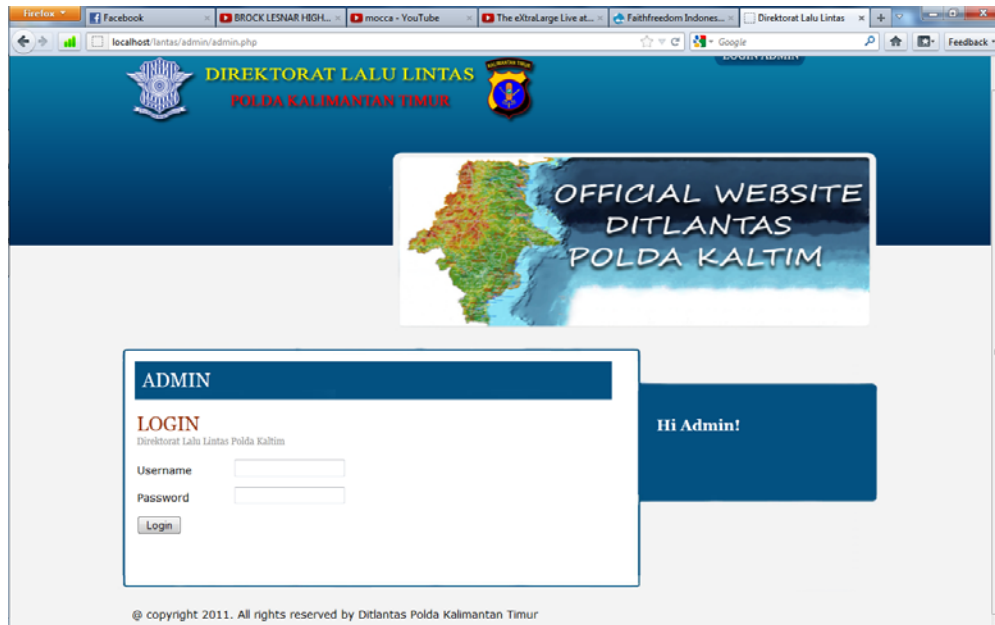 Firefox
Facebook
BROCK LESNAR HIGH...
mocca - YouTube
The eXtraLarge Live at...
Faithfreedom Indones...
Direktorat Lalu Lintas
localhost/lantas/admin/admin.php
Google
Feedback
LOGIN ADMIN
DIREKTORAT LALU LINTAS
POLDA KALIMANTAN TIMUR
KALIMANTAN TIMUR
OFFICIAL WEBSITE
DITLANTAS
POLDA KALTIM
ADMIN
LOGIN
Direktorat Lalu Lintas Polda Kaltim
Username
Password
Login
Hi Admin!
@ copyright 2011. All rights reserved by Ditlantas Polda Kalimantan Timur